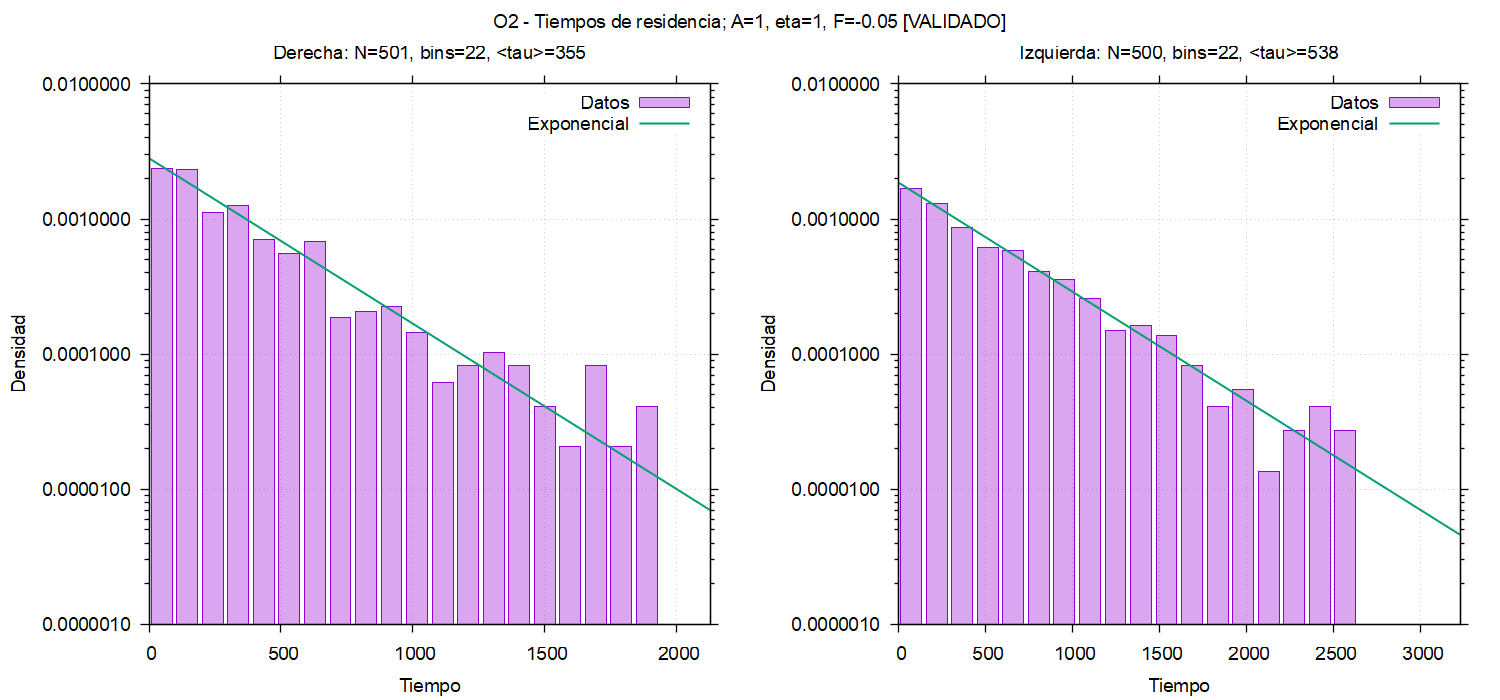 O2 - Tiempos de residencia; A=1, eta=1, F=-0.05 [VALIDADO]
Derecha: N=501, bins=22, <tau>=355
Datos
Exponencial
0.0100000
0.0010000
0.0001000
0.0000100
0.0000010
Densidad
0 500 1000 1500 2000
Tiempo
Izquierda: N=500, bins=22, <tau>=538
Datos
Exponencial
0.0100000
0.0010000
0.0001000
0.0000100
0.0000010
Densidad
0 500 1000 1500 2000 2500 3000
Tiempo